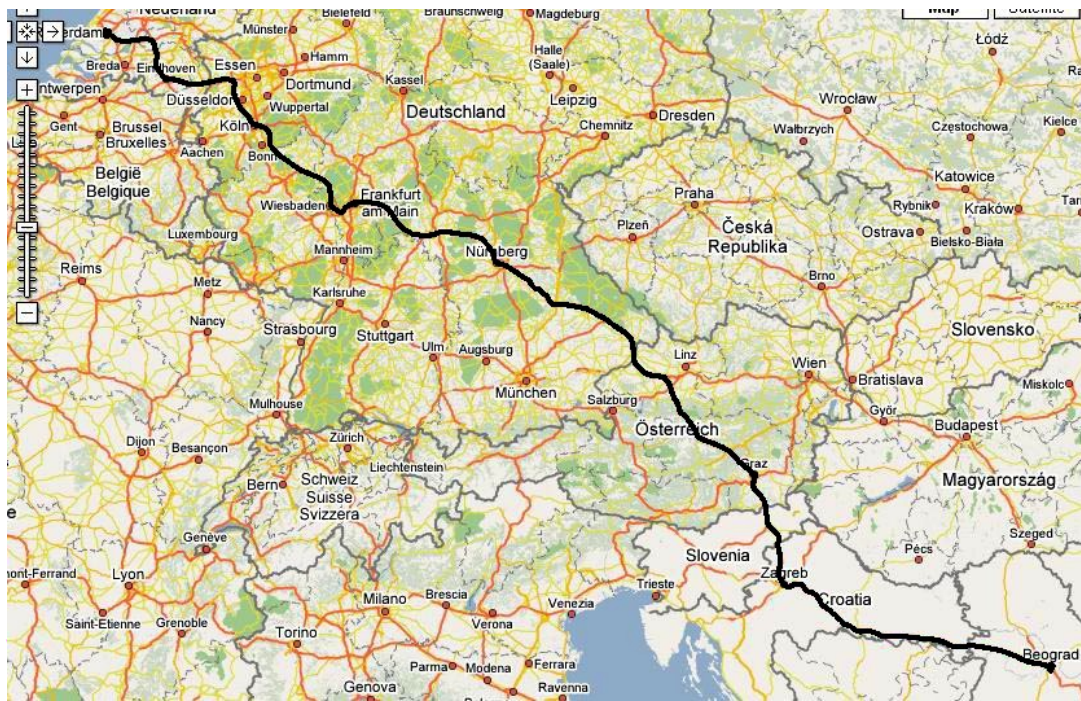 Nederland
Bielefeld
Braunschweig
Magdeburg
Map
Satellite
Münster
Łódź
Hamm
Halle
(Saale)
Breda
Eindhoven
Essen
Dortmund
Kassel
Leipzig
Wrocław
Düsseldorf
Wuppertal
Deutschland
Dresden
Gent
Brussel
Bruxelles
Köln
Chemnitz
Wałbrzych
Częstochowa
Kielce
Aachen
Bonn
België
Belgique
Katowice
Wiesbaden
Frankfurt
am Main
Praha
Rybnik
Kraków
Luxembourg
Plzeň
Česká
Republika
Ostrava
Bielsko-Biała
Mannheim
Nürnberg
Reims
Metz
Brno
Karlsruhe
Nancy
Strasbourg
Stuttgart
Slovensko
Ulm
Augsburg
Linz
Wien
München
Bratislava
Miskolc
Mulhouse
Salzburg
Győr
Budapest
Dijon
Besançon
Zürich
Österreich
Liechtenstein
Graz
Bern
Schweiz
Suisse
Svizzera
Magyarország
Genève
Szeged
Slovenia
Pécs
Lyon
Zagreb
Trieste
Milano
Brescia
Venezia
Croatia
Saint-Etienne
Grenoble
Verona
Torino
Beograd
Parma
Modena
Ferrara
Genova
Ravenna